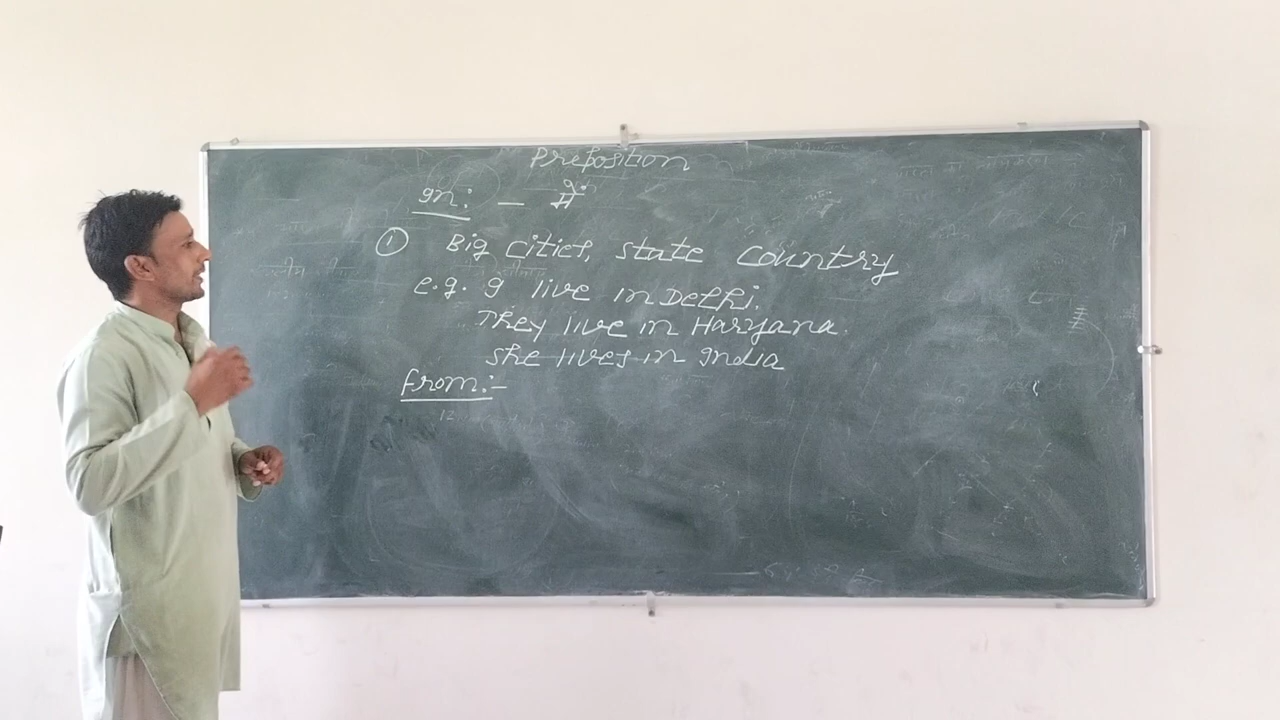 Preposition
In: — में
① Big cities, state country
e.g. I live in Delhi.
They live in Haryana.
She lives in India
From:-